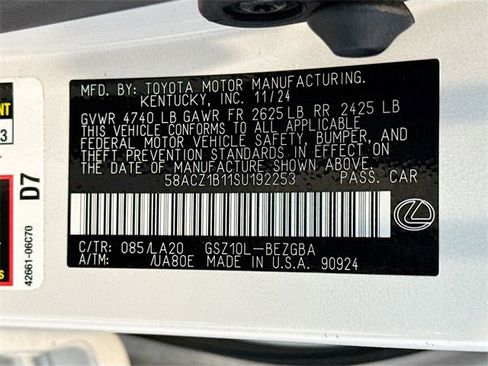 MFD. BY: TOYOTA MOTOR MANUFACTURING.
KENTUCKY, INC. 11/24
GVWR 4740 LB GAWR FR 2625 LB RR 2425 LB
THIS VEHICLE CONFORMS TO ALL APPLICABLE
FEDERAL MOTOR VEHICLE SAFETY, BUMPER, AND
THEFT PREVENTION STANDARDS IN EFFECT ON
THE DATE OF MANUFACTURE SHOWN ABOVE.
58ACZ1B11SU192253 PASS. CAR
C/TR: 085/LA20 GSZ10L-BEZGBA
A/TM: /UA80E MADE IN U.S.A. 90924
D7
42661-06C70
3